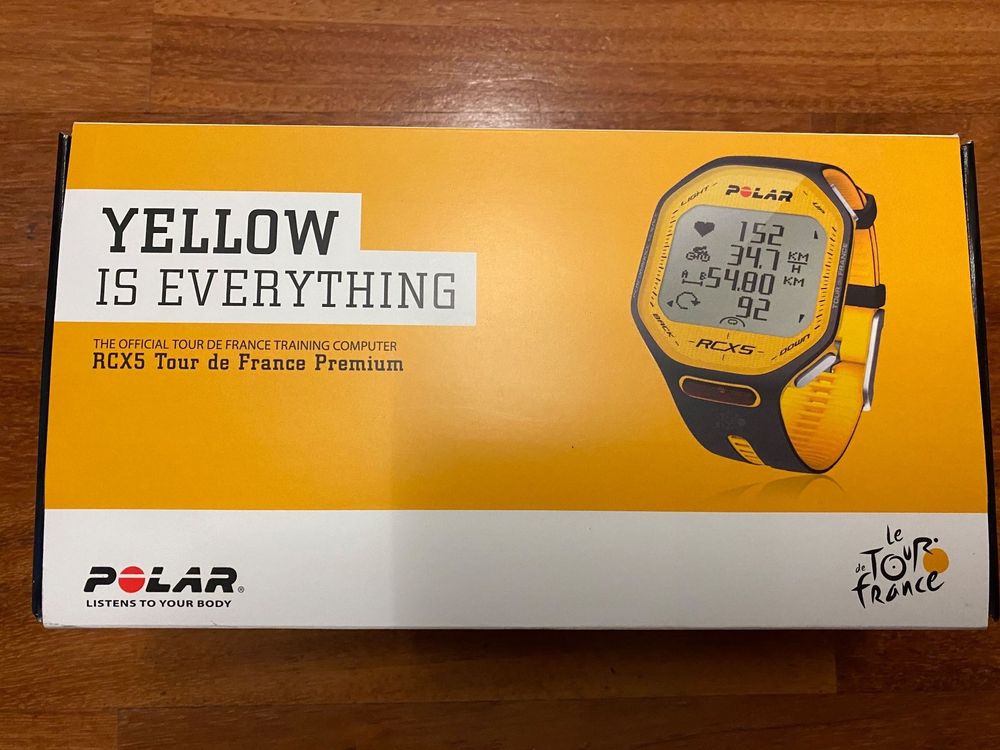 YELLOW
IS EVERYTHING
THE OFFICIAL TOUR DE FRANCE TRAINING COMPUTER
RCX5 Tour de France Premium
POLAR®
LISTENS TO YOUR BODY
LIGHT
POLAR
UP
152
34.7 KM/H
A B 54.80 KM
92
TOUR DE FRANCE
BACK
RCX5
DOWN
Le
de TOUR
france